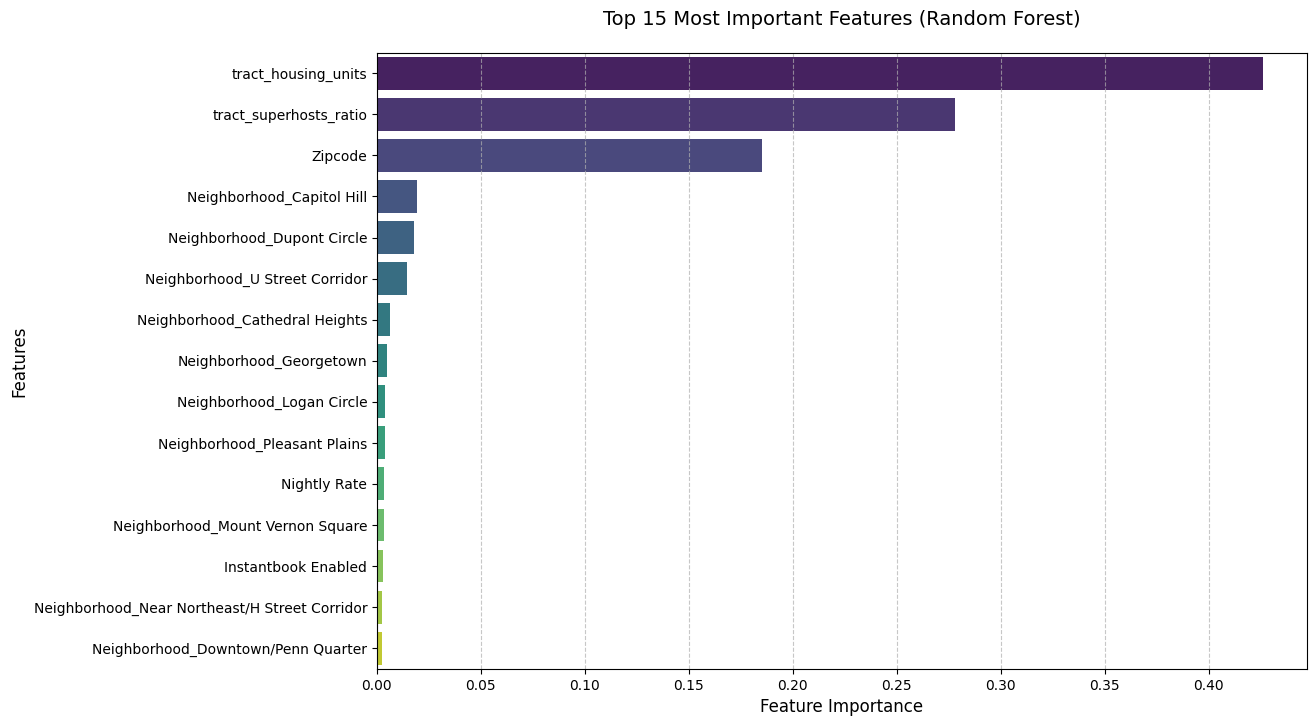 Top 15 Most Important Features (Random Forest)
tract_housing_units
tract_superhosts_ratio
Zipcode
Neighborhood_Capitol Hill
Neighborhood_Dupont Circle
Neighborhood_U Street Corridor
Neighborhood_Cathedral Heights
Neighborhood_Georgetown
Neighborhood_Logan Circle
Neighborhood_Pleasant Plains
Nightly Rate
Neighborhood_Mount Vernon Square
Instantbook Enabled
Neighborhood_Near Northeast/H Street Corridor
Neighborhood_Downtown/Penn Quarter
Features
0.00 0.05 0.10 0.15 0.20 0.25 0.30 0.35 0.40
Feature Importance